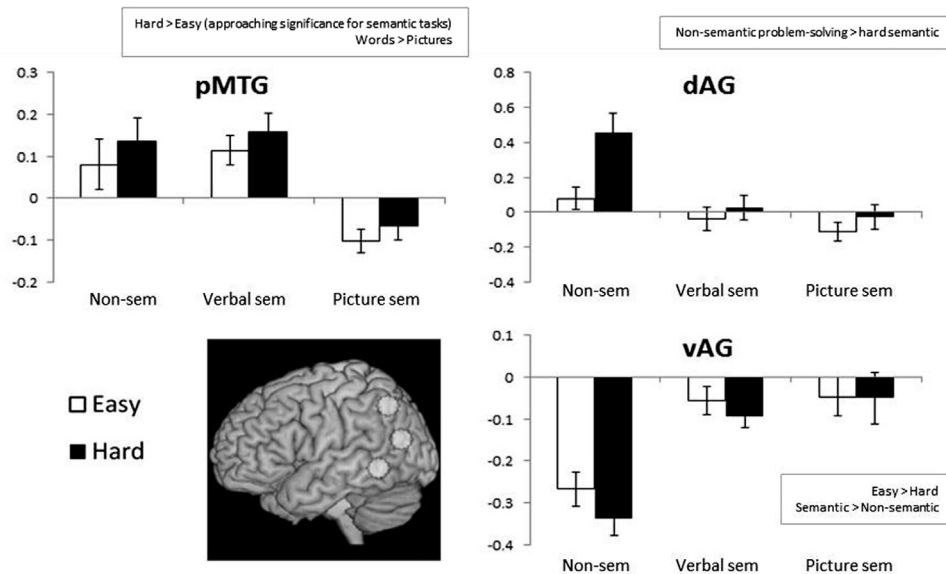 Hard > Easy (approaching significance for semantic tasks)
Words > Pictures
pMTG
0.3
0.2
0.1
0
-0.1
-0.2
Non-sem Verbal sem Picture sem
Non-semantic problem-solving > hard semantic
dAG
0.8
0.6
0.4
0.2
0
-0.2
-0.4
Non-sem Verbal sem Picture sem
Easy
Hard
vAG
0.1
0
-0.1
-0.2
-0.3
-0.4
Easy > Hard
Semantic > Non-semantic
Non-sem Verbal sem Picture sem